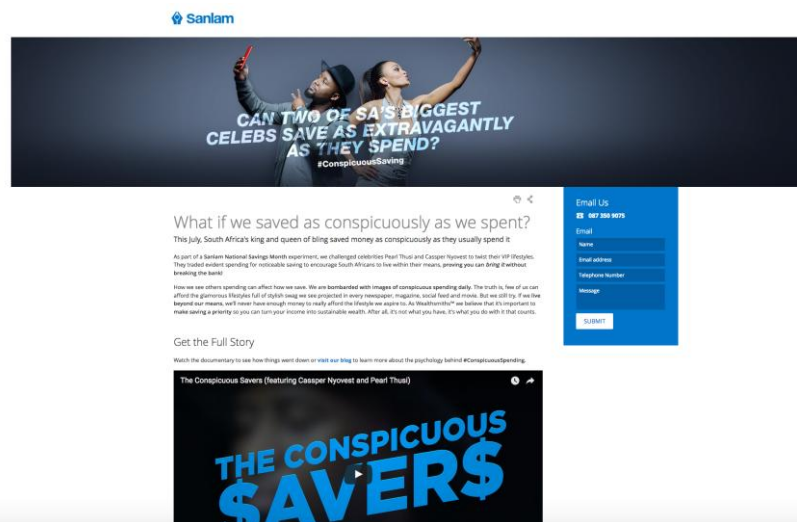 Sanlam
CAN TWO OF SA'S BIGGEST
CELEBS SAVE AS EXTRAVAGANTLY
AS THEY SPEND?
#ConspicuousSaving
What if we saved as conspicuously as we spent?
This July, South Africa's king and queen of bling saved money as conspicuously as they usually spend it
As part of a Sanlam National Savings Month experiment, we challenged celebrities Pearl Thusi and Cassper Nyovest to twist their VIP lifestyles.
They traded evident spending for noticeable saving to encourage South Africans to live within their means, proving you can bring it without
breaking the bank!
How we see others spending can affect how we save. We are bombarded with images of conspicuous spending daily. The truth is, few of us can
afford the glamorous lifestyles full of stylish swag we see projected in every newspaper, magazine, social feed and movie. But we still try. If we live
beyond our means, we'll never have enough money to really afford the lifestyle we aspire to. As Wealthsmiths™ we believe that it's important to
make saving a priority so you can turn your income into sustainable wealth. After all, it's not what you have, it's what you do with it that counts.
Get the Full Story
Watch the documentary to see how things went down or visit our blog to learn more about the psychology behind #ConspicuousSpending.
The Conspicuous Savers (featuring Cassper Nyovest and Pearl Thusi)
THE CONSPICUOUS
$AVER$
Email Us
087 350 9075
Email
Name
Email address
Telephone Number
Message
SUBMIT